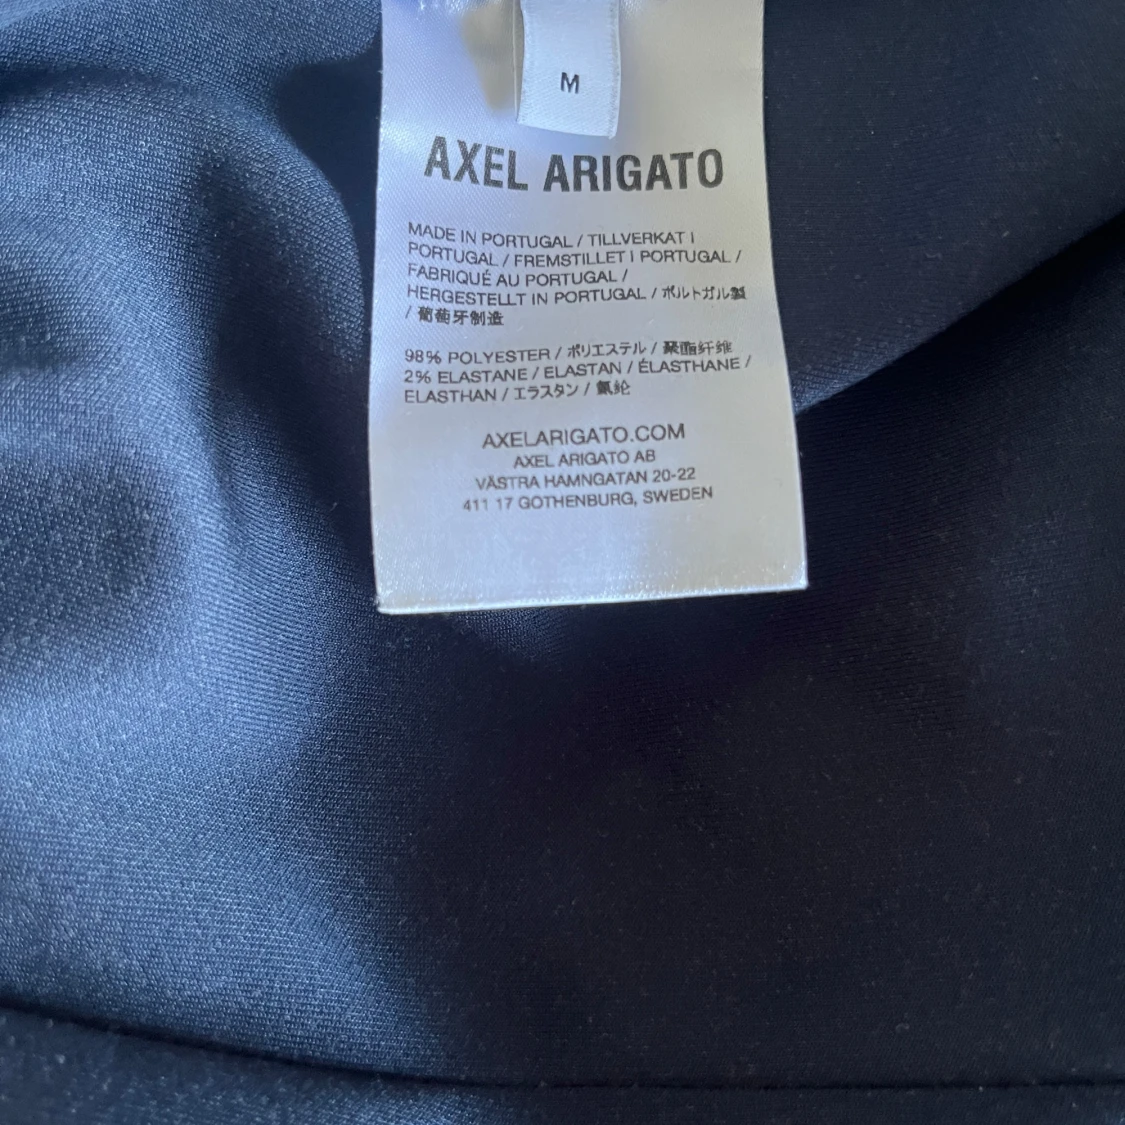 M
AXEL ARIGATO
MADE IN PORTUGAL / TILLVERKAT I
PORTUGAL / FREMSTILLET I PORTUGAL /
FABRIQUÉ AU PORTUGAL /
HERGESTELLT IN PORTUGAL / ポルトガル製
/ 葡萄牙制造
98% POLYESTER / ポリエステル / 聚酯纤维
2% ELASTANE / ELASTAN / ÉLASTHANE /
ELASTHAN / エラスタン / 氨纶
AXELARIGATO.COM
AXEL ARIGATO AB
VÄSTRA HAMNGATAN 20-22
411 17 GOTHENBURG, SWEDEN